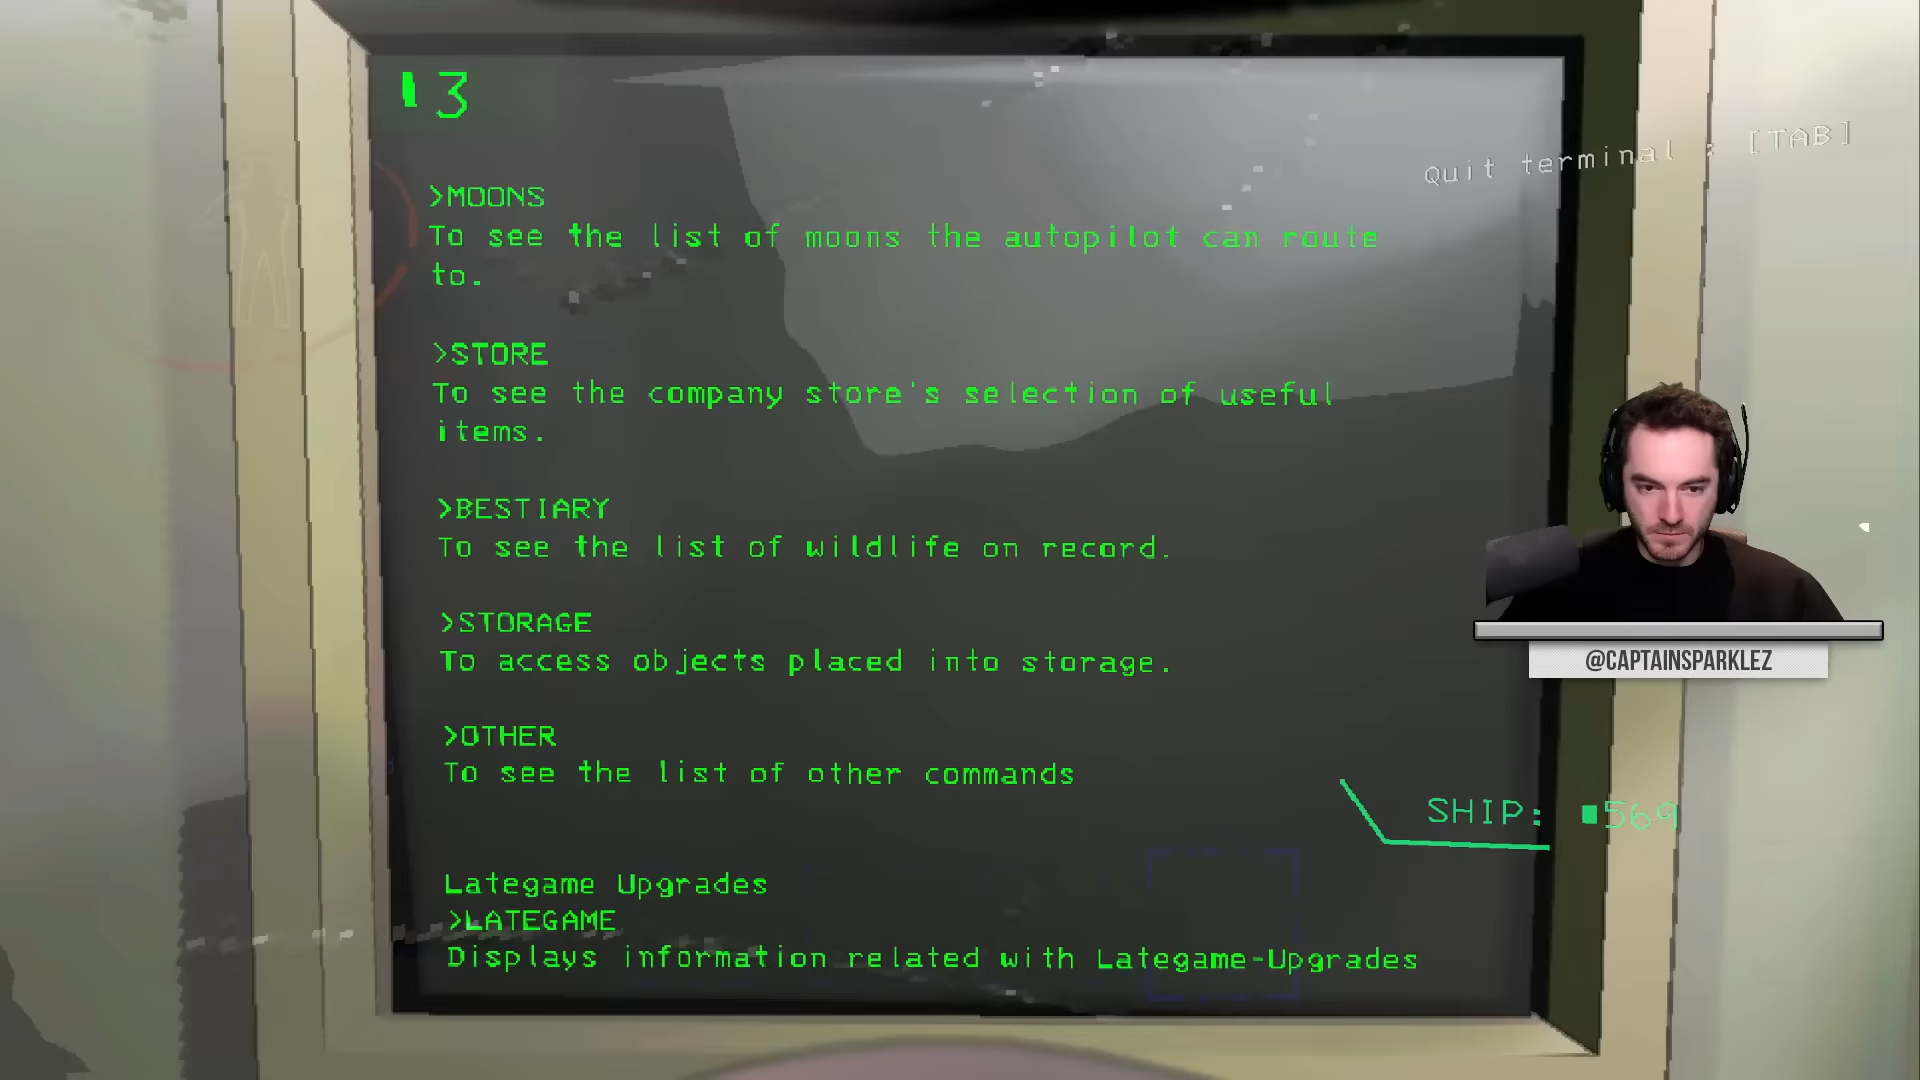 ▮3
Quit terminal : [TAB]
>MOONS
To see the list of moons the autopilot can route
to.
>STORE
To see the company store's selection of useful
items.
>BESTIARY
To see the list of wildlife on record.
>STORAGE
To access objects placed into storage.
>OTHER
To see the list of other commands
SHIP: ■569
Lategame Upgrades
>LATEGAME
Displays information related with Lategame-Upgrades
@CAPTAINSPARKLEZ